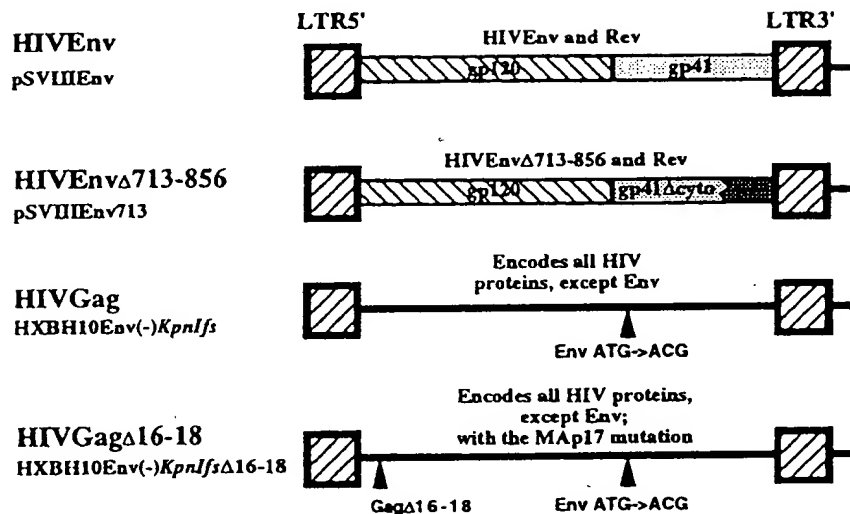 LTR5'
LTR3'
HIVEnv
pSVIIIEnv
HIVEnv and Rev
gp120
gp41
HIVEnvΔ713-856
pSVIIIEnv713
HIVEnvΔ713-856 and Rev
gp120
gp41Δcyto
HIVGag
HXBH10Env(-)KpnIfs
Encodes all HIV
proteins, except Env
Env ATG->ACG
HIVGagΔ16-18
HXBH10Env(-)KpnIfsΔ16-18
Encodes all HIV proteins,
except Env;
with the MAp17 mutation
GagΔ16-18
Env ATG->ACG